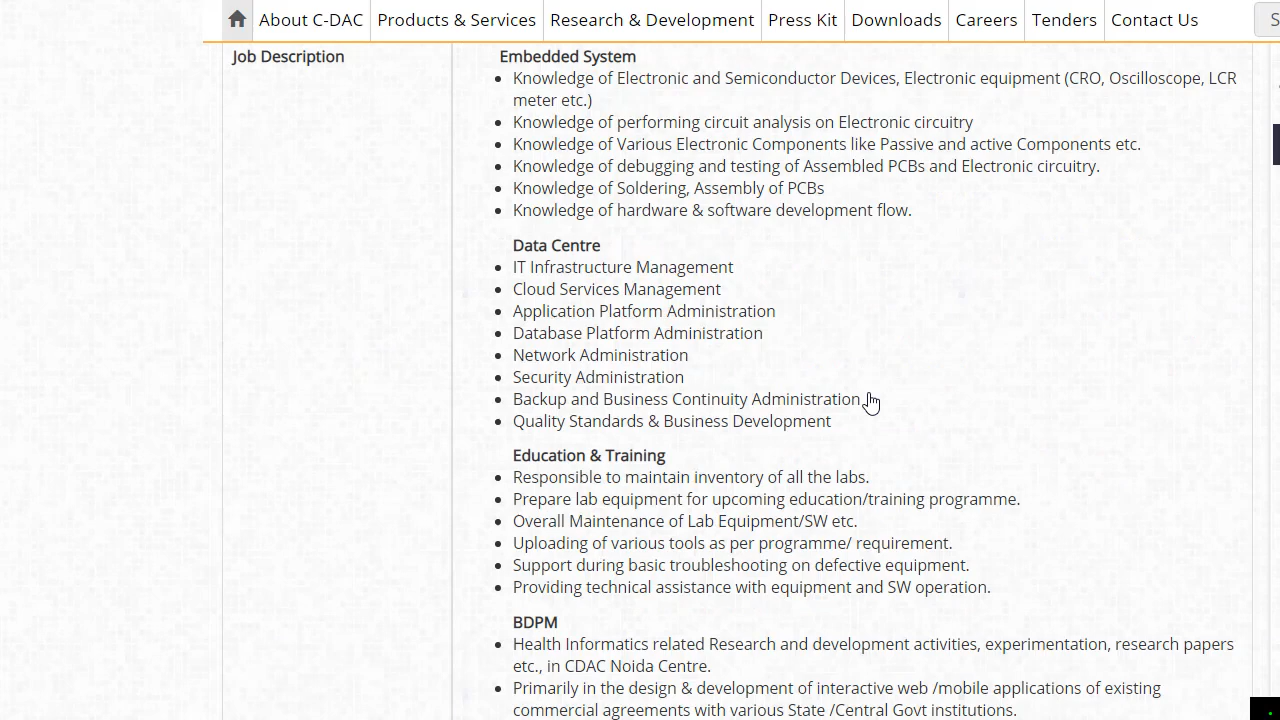 About C-DAC Products & Services Research & Development Press Kit Downloads Careers Tenders Contact Us S
Job Description
Embedded System
• Knowledge of Electronic and Semiconductor Devices, Electronic equipment (CRO, Oscilloscope, LCR
meter etc.)
• Knowledge of performing circuit analysis on Electronic circuitry
• Knowledge of Various Electronic Components like Passive and active Components etc.
• Knowledge of debugging and testing of Assembled PCBs and Electronic circuitry.
• Knowledge of Soldering, Assembly of PCBs
• Knowledge of hardware & software development flow.
Data Centre
• IT Infrastructure Management
• Cloud Services Management
• Application Platform Administration
• Database Platform Administration
• Network Administration
• Security Administration
• Backup and Business Continuity Administration
• Quality Standards & Business Development
Education & Training
• Responsible to maintain inventory of all the labs.
• Prepare lab equipment for upcoming education/training programme.
• Overall Maintenance of Lab Equipment/SW etc.
• Uploading of various tools as per programme/ requirement.
• Support during basic troubleshooting on defective equipment.
• Providing technical assistance with equipment and SW operation.
BDPM
• Health Informatics related Research and development activities, experimentation, research papers
etc., in CDAC Noida Centre.
• Primarily in the design & development of interactive web /mobile applications of existing
commercial agreements with various State /Central Govt institutions.